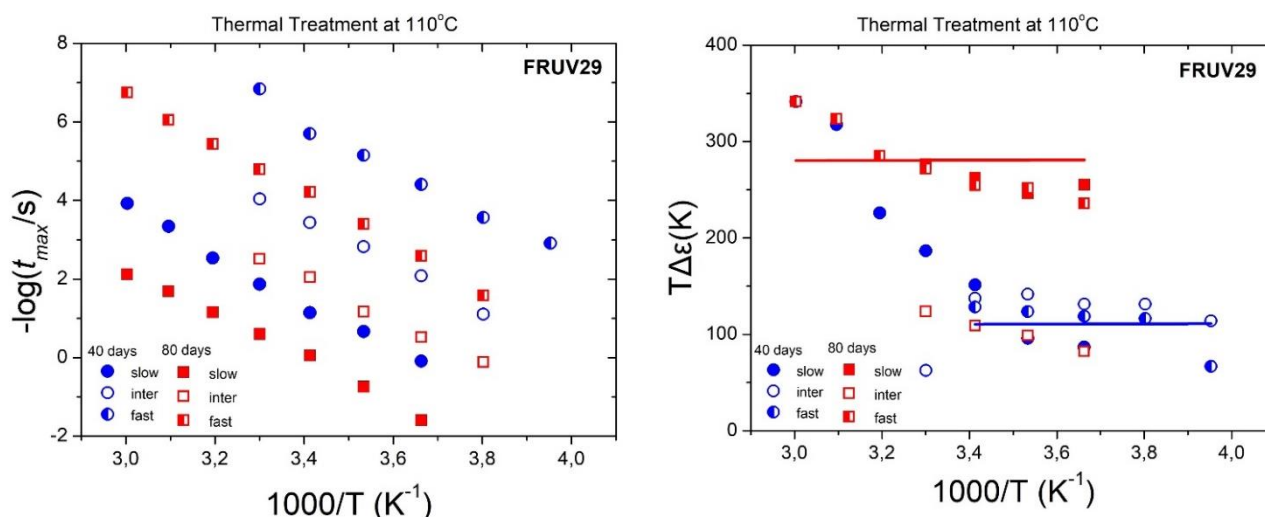 Thermal Treatment at 110°C
FRUV29
8
6
4
2
0
-2
-log(t_max/s)
40 days 80 days
slow slow
inter inter
fast fast
3,0 3,2 3,4 3,6 3,8 4,0
1000/T (K⁻¹)
Thermal Treatment at 110°C
FRUV29
400
300
200
100
0
TΔε(K)
40 days 80 days
slow slow
inter inter
fast fast
3,0 3,2 3,4 3,6 3,8 4,0
1000/T (K⁻¹)